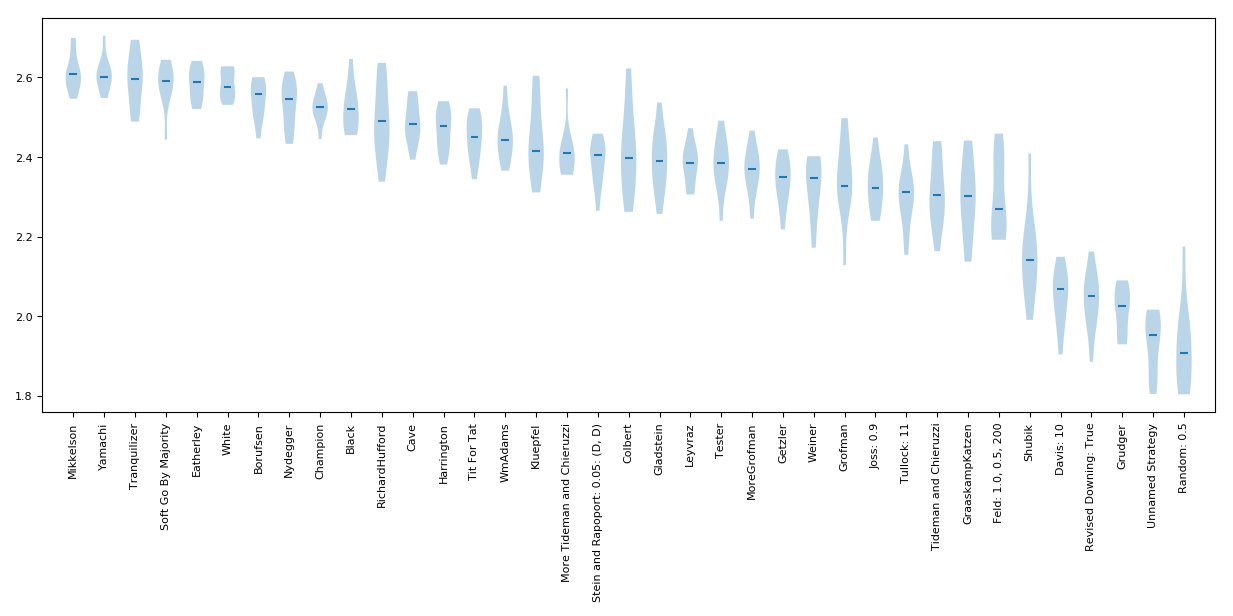 2.6
2.4
2.2
2.0
1.8
Mikkelson
Yamachi
Tranquilizer
Soft Go By Majority
Eatherley
White
Borufsen
Nydegger
Champion
Black
RichardHufford
Cave
Harrington
Tit For Tat
WmAdams
Kluepfel
More Tideman and Chieruzzi
Stein and Rapoport: 0.05: (D, D)
Colbert
Gladstein
Leyvraz
Tester
MoreGrofman
Getzler
Weiner
Grofman
Joss: 0.9
Tullock: 11
Tideman and Chieruzzi
GraaskampKatzen
Feld: 1.0, 0.5, 200
Shubik
Davis: 10
Revised Downing: True
Grudger
Unnamed Strategy
Random: 0.5